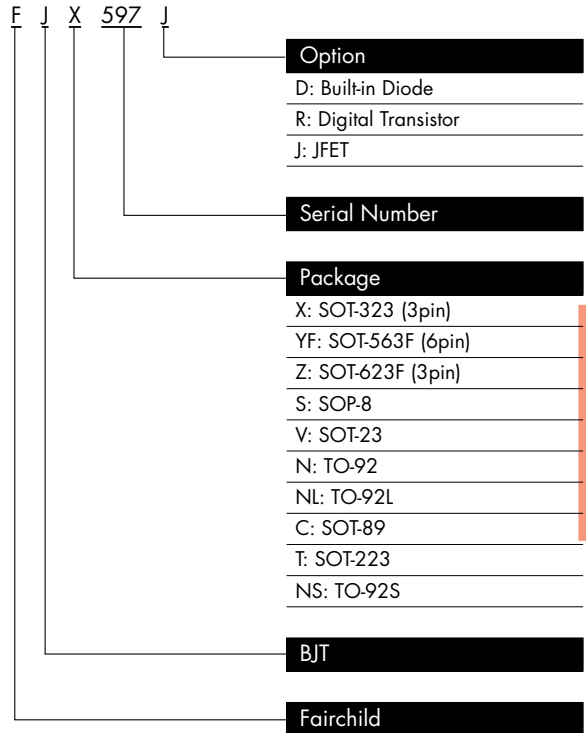 F J X 597 J
Option
D: Built-in Diode
R: Digital Transistor
J: JFET
Serial Number
Package
X: SOT-323 (3pin)
YF: SOT-563F (6pin)
Z: SOT-623F (3pin)
S: SOP-8
V: SOT-23
N: TO-92
NL: TO-92L
C: SOT-89
T: SOT-223
NS: TO-92S
BJT
Fairchild